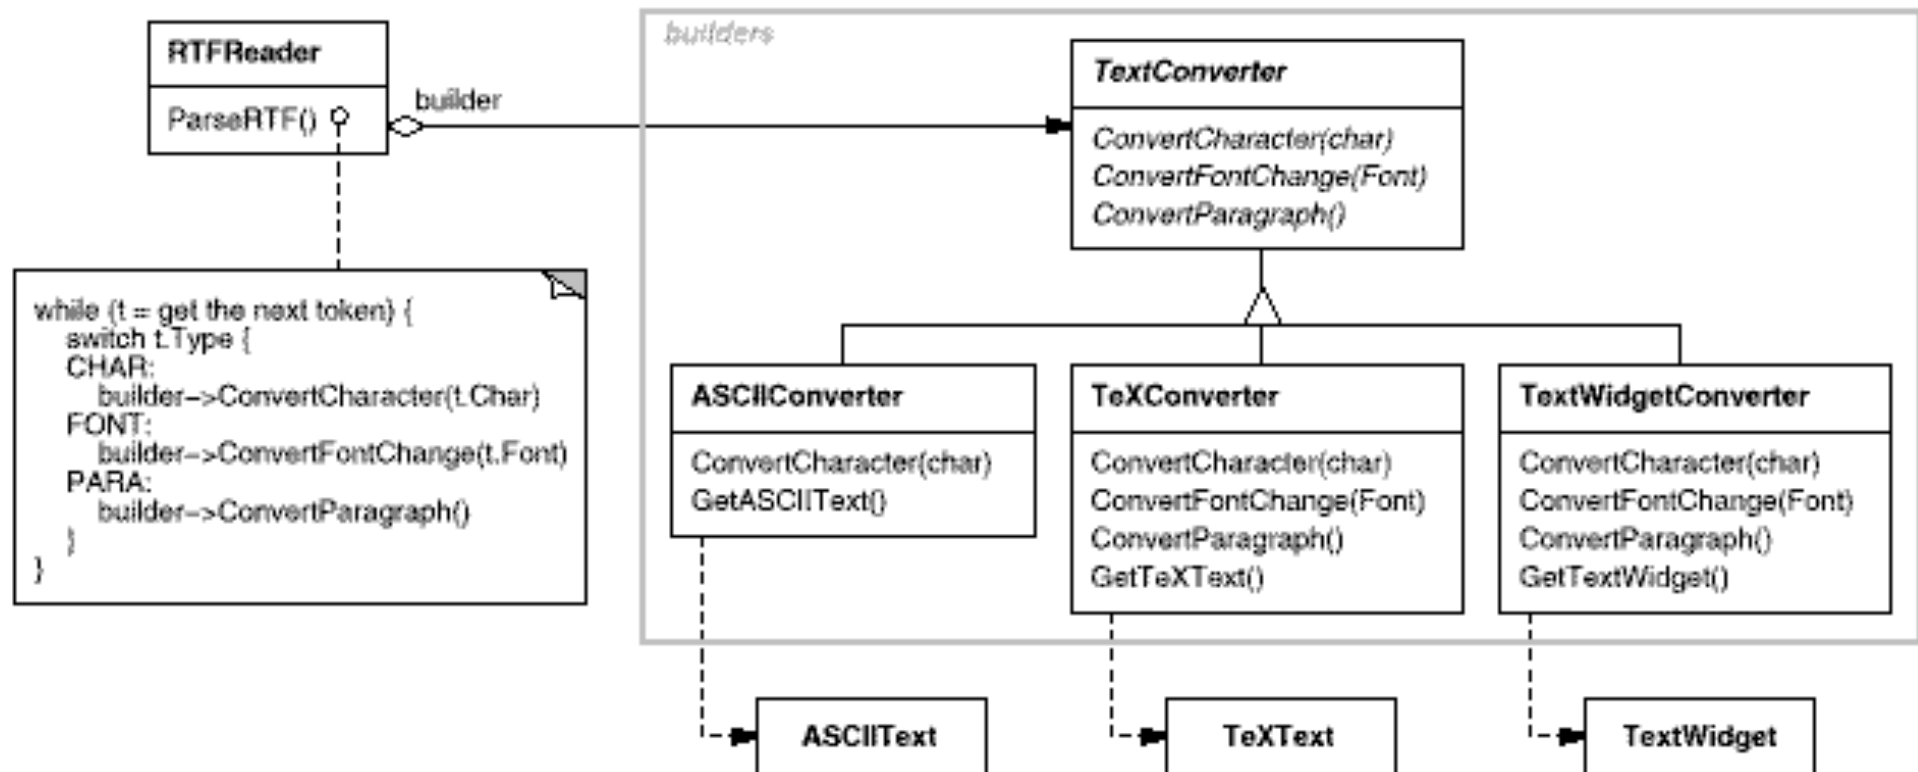 RTFReader
ParseRTF()
builder
builders
TextConverter
ConvertCharacter(char)
ConvertFontChange(Font)
ConvertParagraph()
while (t = get the next token) {
switch t.Type {
CHAR:
builder->ConvertCharacter(t.Char)
FONT:
builder->ConvertFontChange(t.Font)
PARA:
builder->ConvertParagraph()
}
}
ASCIIConverter
ConvertCharacter(char)
GetASCIIText()
TeXConverter
ConvertCharacter(char)
ConvertFontChange(Font)
ConvertParagraph()
GetTeXText()
TextWidgetConverter
ConvertCharacter(char)
ConvertFontChange(Font)
ConvertParagraph()
GetTextWidget()
ASCIIText
TeXText
TextWidget